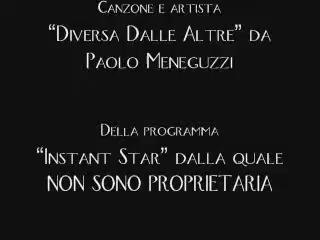 Canzone e artista
“Diversa Dalle Altre” da
Paolo Meneguzzi
Della programma
“Instant Star” dalla quale
NON SONO PROPRIETARIA